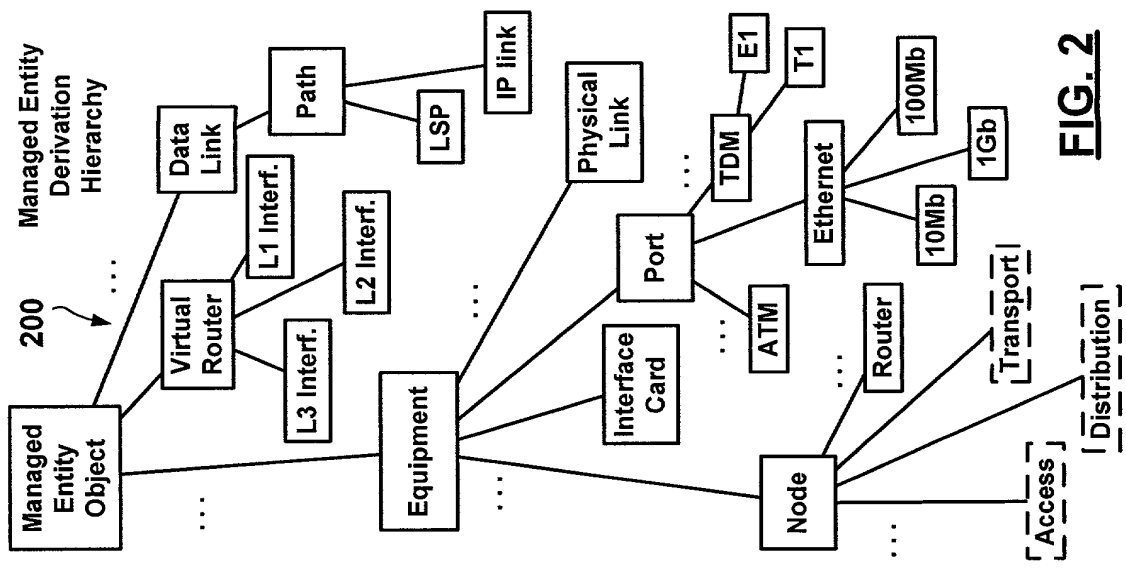 Managed Entity
Derivation
Hierarchy
200
Managed
Entity
Object
...
...
Virtual
Router
Data
Link
L3 Interf.
L2 Interf.
L1 Interf.
Path
LSP
IP link
Equipment
...
...
Interface
Card
Physical
Link
Port
...
ATM
...
TDM
E1
T1
Ethernet
10Mb
1Gb
100Mb
Node
...
...
Router
Access
Distribution
Transport
FIG. 2